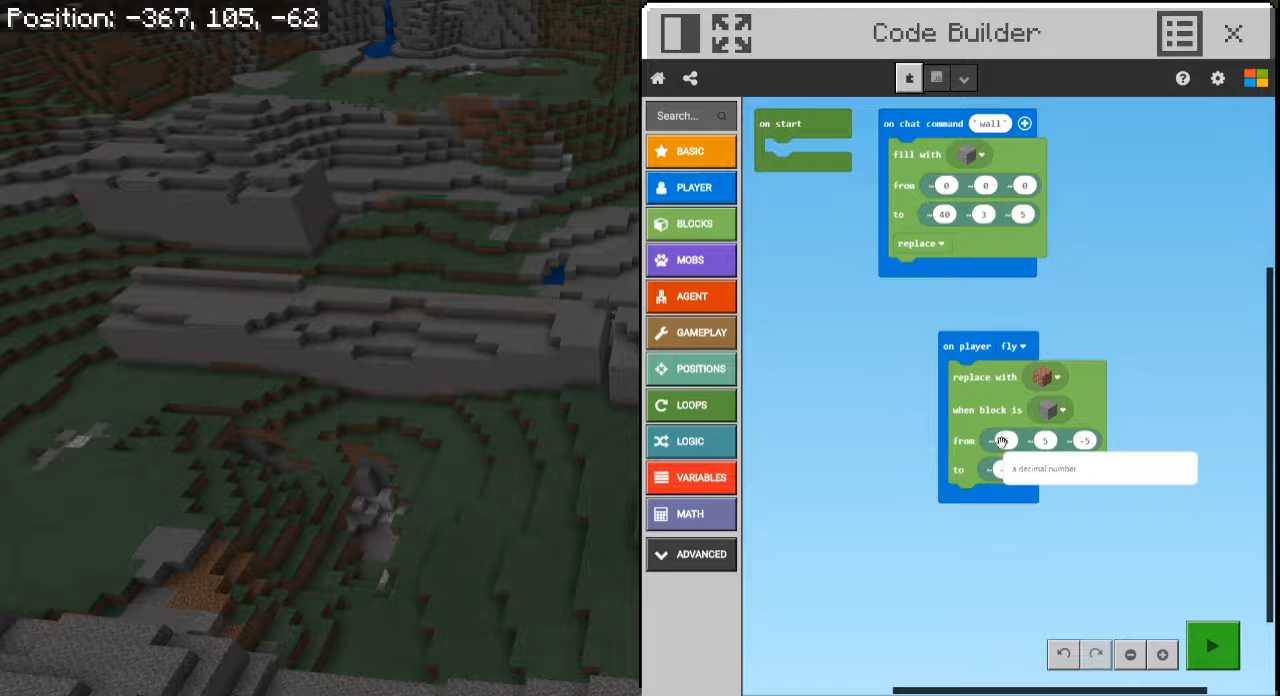 Position: -367, 105, -62
Code Builder
Search...
BASIC
PLAYER
BLOCKS
MOBS
AGENT
GAMEPLAY
POSITIONS
LOOPS
LOGIC
VARIABLES
MATH
ADVANCED
on start
on chat command "wall"
fill with
from ~ 0 ~ 0 ~ 0
to ~ 40 ~ 3 ~ 5
replace
on player fly
replace with
when block is
from ~ ~ 5 ~ -5
to ~
a decimal number